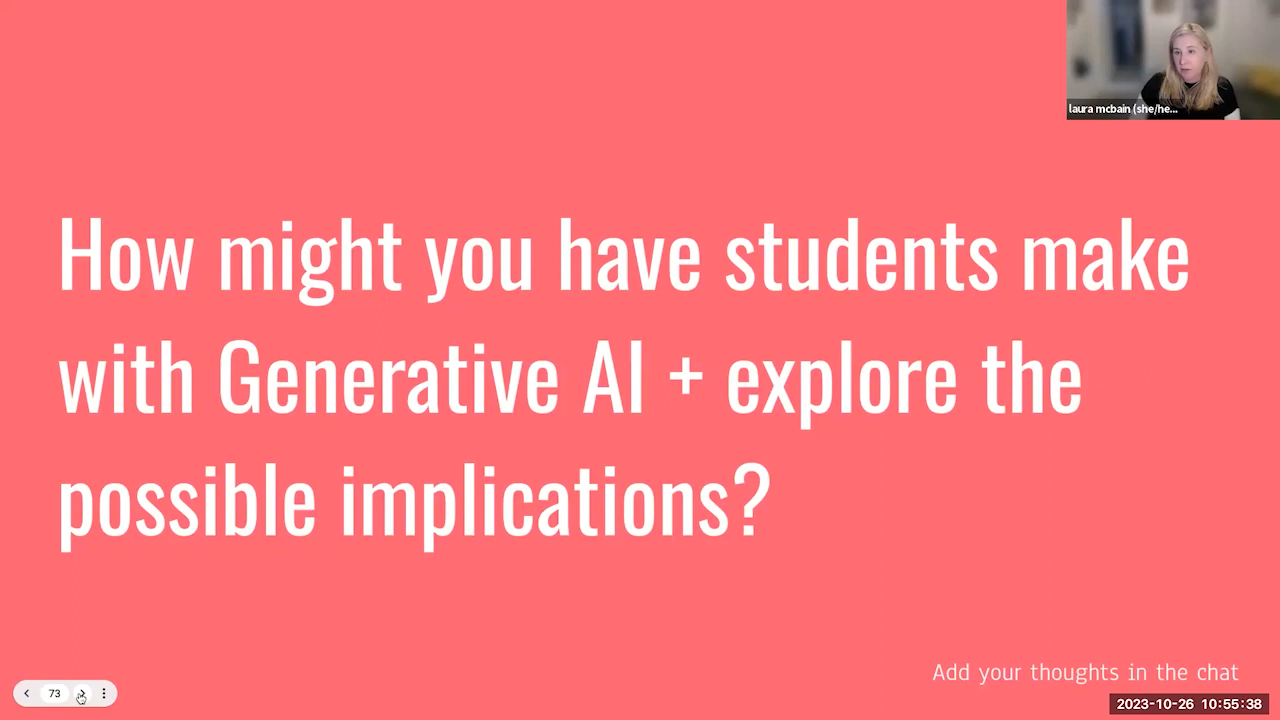 laura mcbain (she/he...
How might you have students make
with Generative AI + explore the
possible implications?
Add your thoughts in the chat
73
2023-10-26 10:55:38